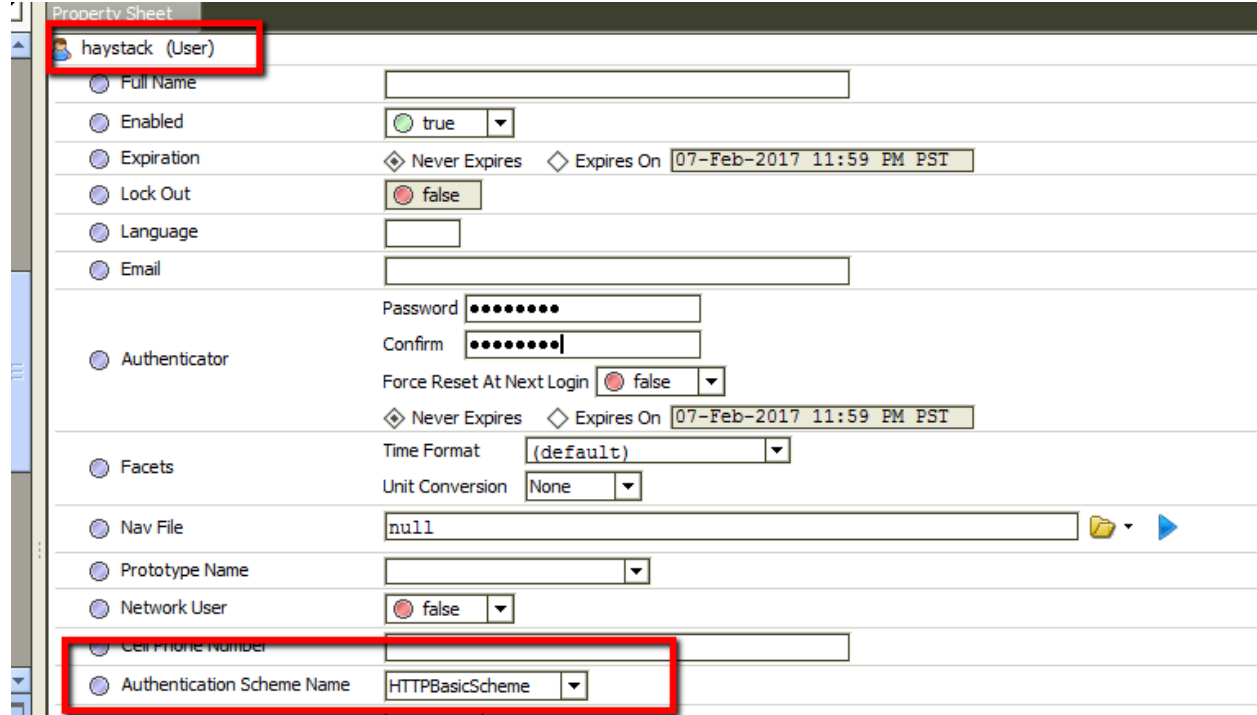 Property Sheet
haystack (User)
Full Name
Enabled true
Expiration Never Expires Expires On 07-Feb-2017 11:59 PM PST
Lock Out false
Language
Email
Password ••••••••
Authenticator Confirm ••••••••
Force Reset At Next Login false
Never Expires Expires On 07-Feb-2017 11:59 PM PST
Facets Time Format (default)
Unit Conversion None
Nav File null
Prototype Name
Network User false
Cell Phone Number
Authentication Scheme Name HTTPBasicScheme